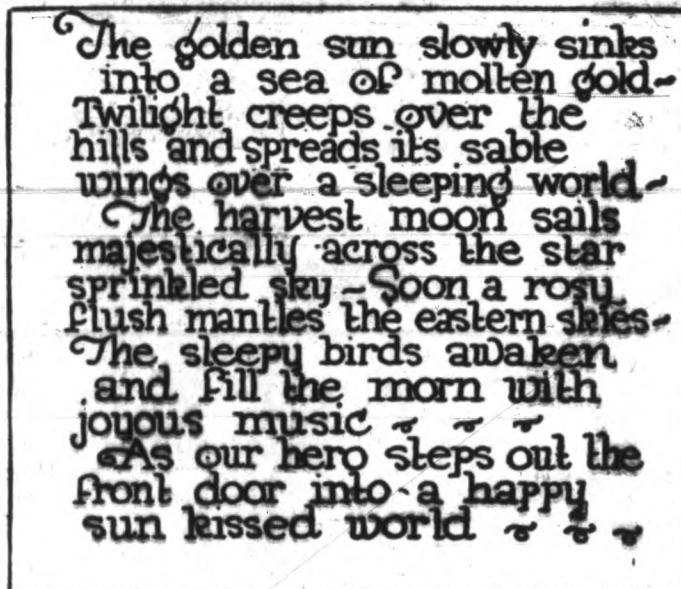 The golden sun slowly sinks
into a sea of molten gold~
Twilight creeps over the
hills and spreads its sable
wings over a sleeping world~
The harvest moon sails
majestically across the star
sprinkled sky~Soon a rosy
flush mantles the eastern skies~
The sleepy birds awaken
and fill the morn with
joyous music ~ ~ ~
As our hero steps out the
front door into a happy
sun kissed world ~ ~ ~